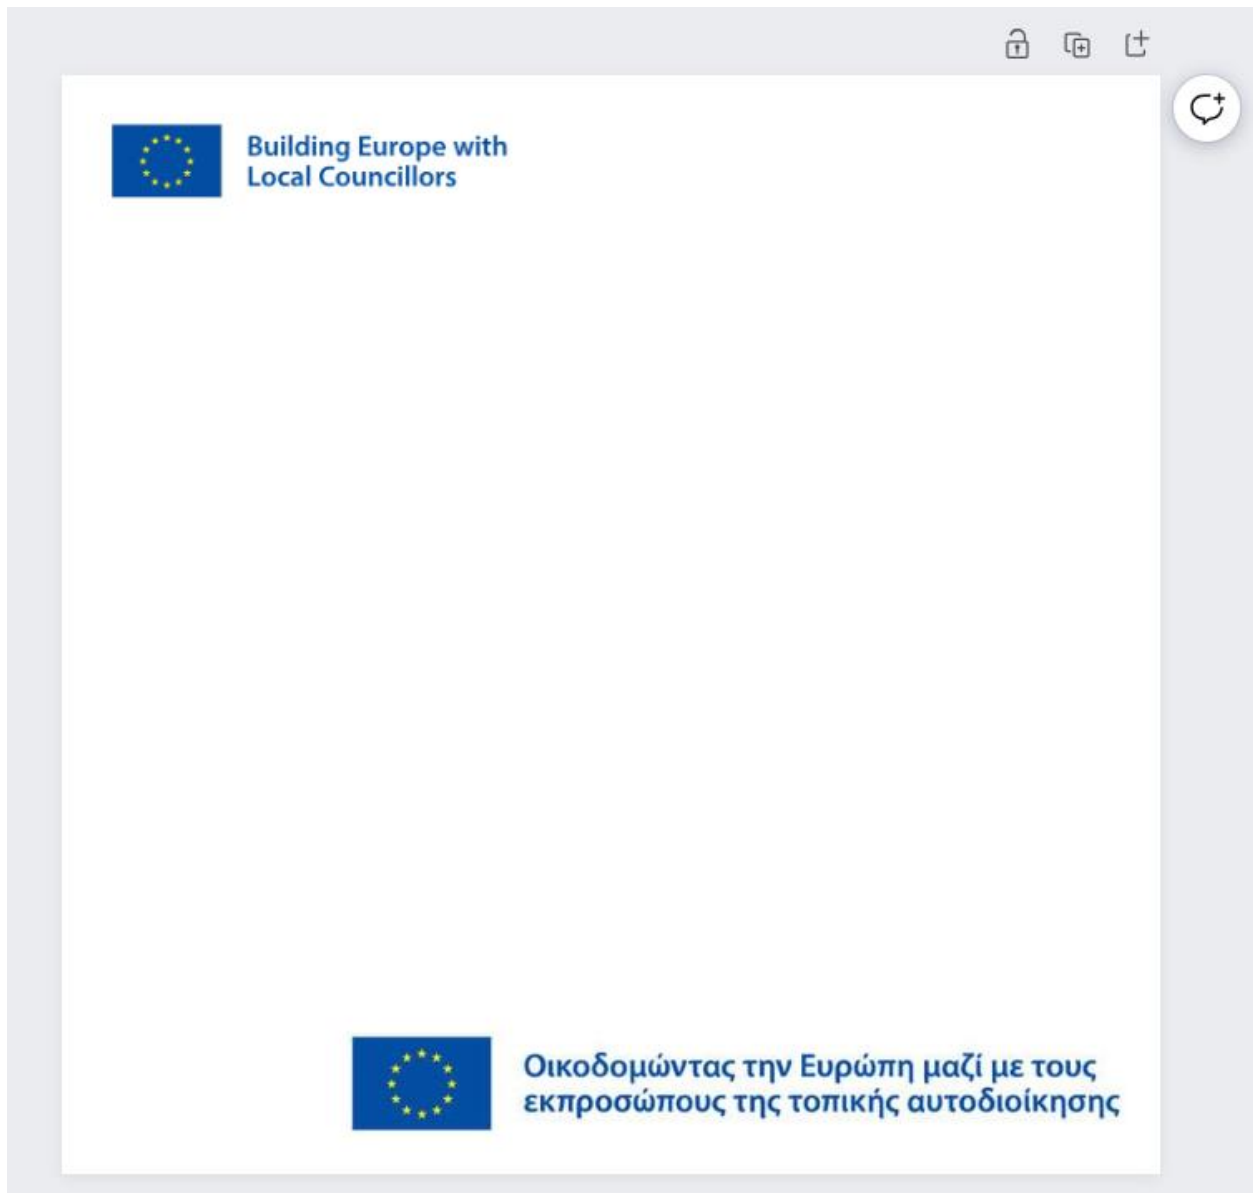 Building Europe with
Local Councillors
Οικοδομώντας την Ευρώπη μαζί με τους
εκπροσώπους της τοπικής αυτοδιοίκησης